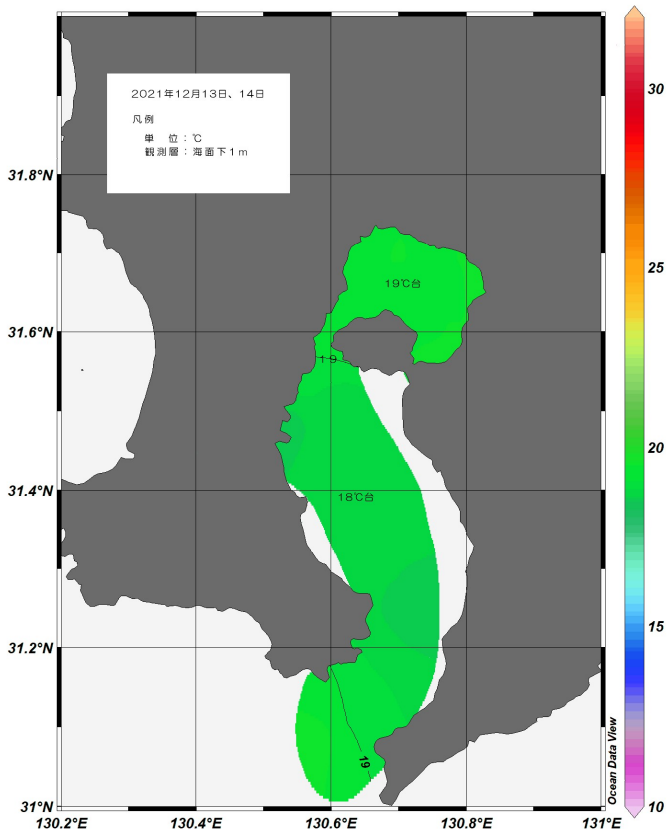 2021年12月13日、14日
凡例
単　位：℃
観測層：海面下1m
30
25
20
15
10
31.8°N
31.6°N
31.4°N
31.2°N
31°N
19℃台
19
18℃台
19
130.2°E
130.4°E
130.6°E
130.8°E
131°E
Ocean Data View